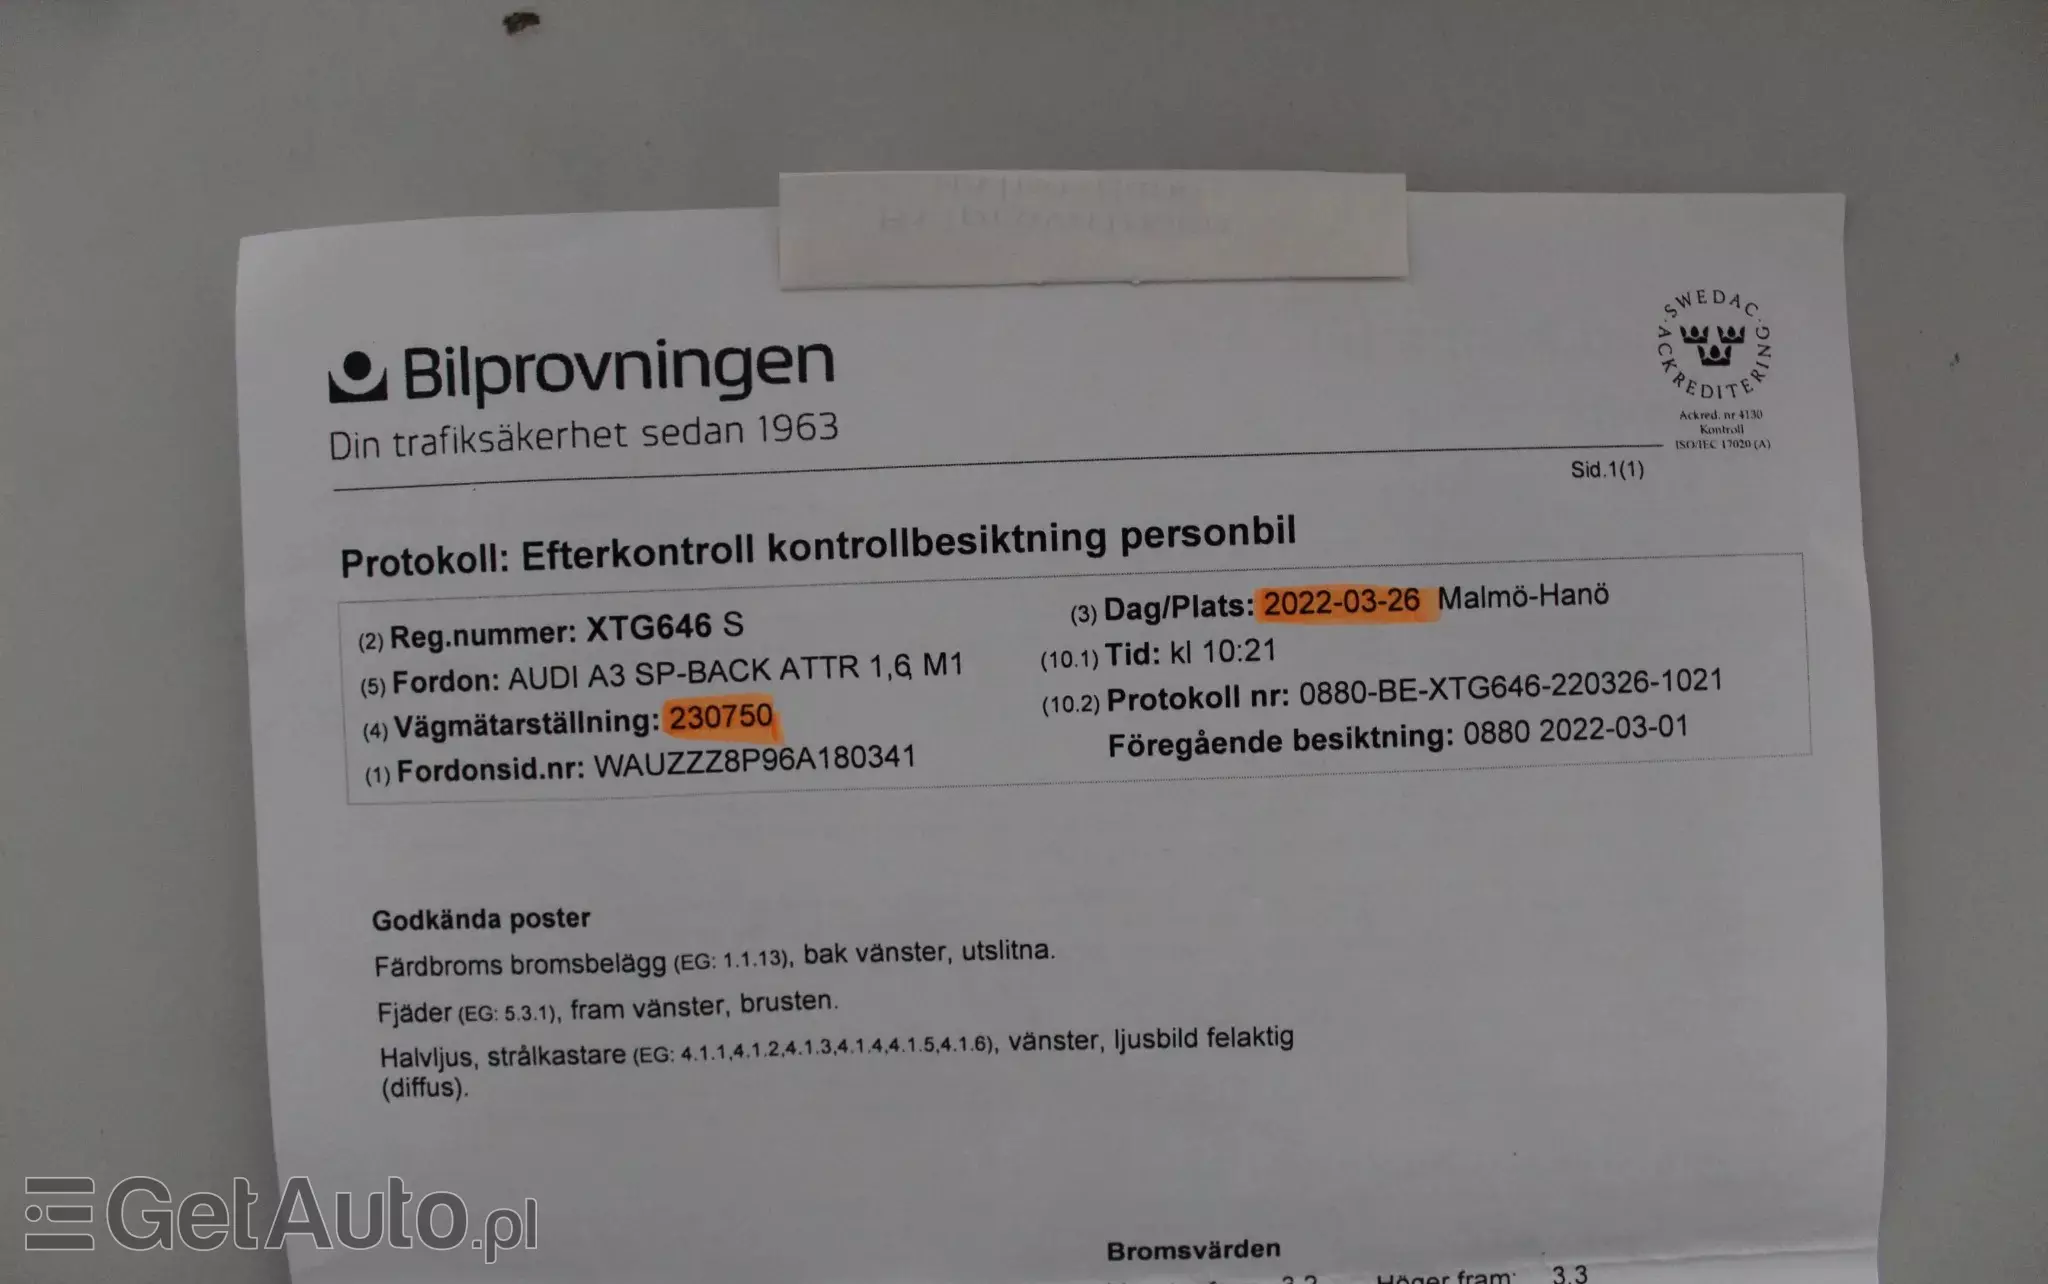 Bilprovningen
Din trafiksäkerhet sedan 1963
SWEDAC ACKREDITERING
Ackred. nr 4130
Kontroll
ISO/IEC 17020 (A)
Sid.1(1)
Protokoll: Efterkontroll kontrollbesiktning personbil
(2) Reg.nummer: XTG646 S
(5) Fordon: AUDI A3 SP-BACK ATTR 1,6, M1
(4) Vägmätarställning: 230750
(1) Fordonsid.nr: WAUZZZ8P96A180341
(3) Dag/Plats: 2022-03-26 Malmö-Hanö
(10.1) Tid: kl 10:21
(10.2) Protokoll nr: 0880-BE-XTG646-220326-1021
Föregående besiktning: 0880 2022-03-01
Godkända poster
Färdbroms bromsbelägg (EG: 1.1.13), bak vänster, utslitna.
Fjäder (EG: 5.3.1), fram vänster, brusten.
Halvljus, strålkastare (EG: 4.1.1,4.1.2,4.1.3,4.1.4,4.1.5,4.1.6), vänster, ljusbild felaktig
(diffus).
Bromsvärden
Höger fram: 3.3
GetAuto.pl